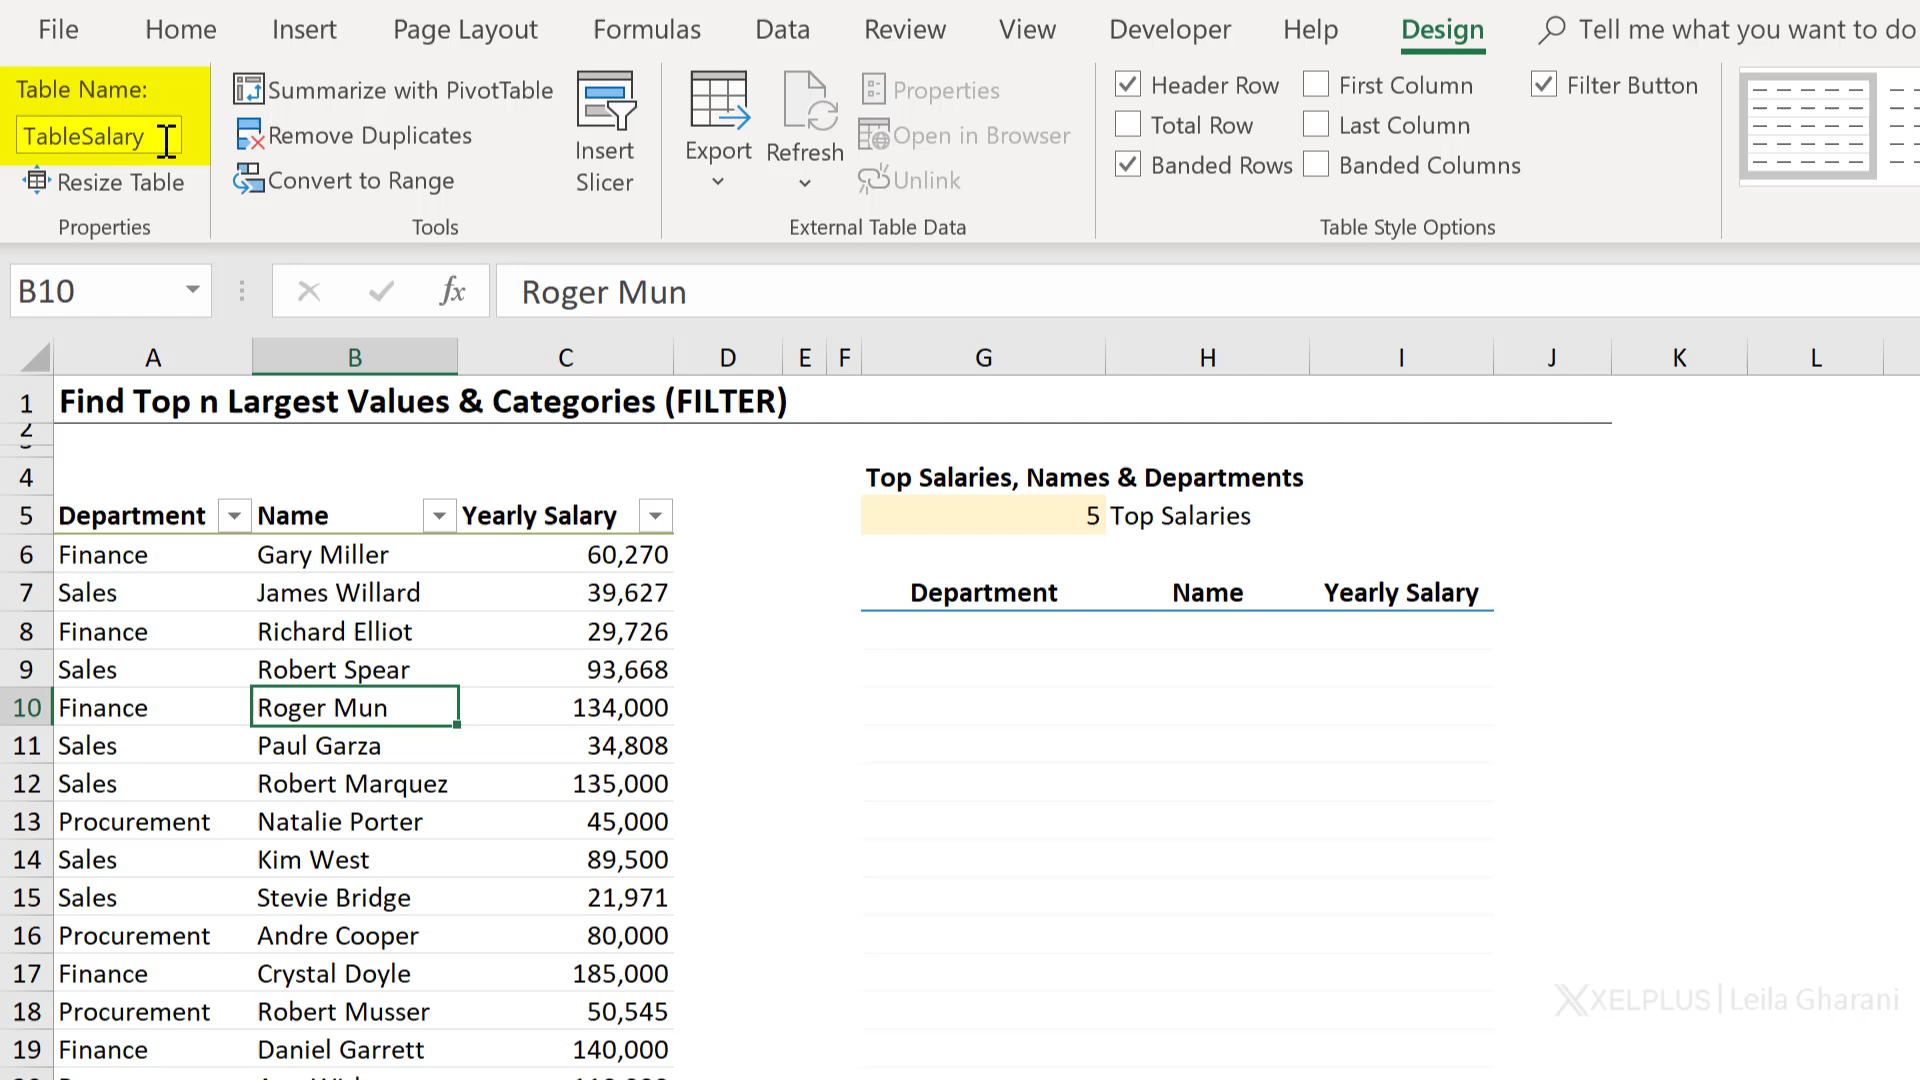 File Home Insert Page Layout Formulas Data Review View Developer Help Design Tell me what you want to do
Table Name:
TableSalary
Resize Table
Properties
Summarize with PivotTable
Remove Duplicates
Convert to Range
Insert
Slicer
Tools
Export
Refresh
Properties
Open in Browser
Unlink
External Table Data
Header Row First Column Filter Button
Total Row Last Column
Banded Rows Banded Columns
Table Style Options
B10 fx Roger Mun
A B C D E F G H I J K L
1 Find Top n Largest Values & Categories (FILTER)
2
4 Top Salaries, Names & Departments
5 Department Name Yearly Salary 5 Top Salaries
6 Finance Gary Miller 60,270
7 Sales James Willard 39,627 Department Name Yearly Salary
8 Finance Richard Elliot 29,726
9 Sales Robert Spear 93,668
10 Finance Roger Mun 134,000
11 Sales Paul Garza 34,808
12 Sales Robert Marquez 135,000
13 Procurement Natalie Porter 45,000
14 Sales Kim West 89,500
15 Sales Stevie Bridge 21,971
16 Procurement Andre Cooper 80,000
17 Finance Crystal Doyle 185,000
18 Procurement Robert Musser 50,545
19 Finance Daniel Garrett 140,000
XELPLUS | Leila Gharani